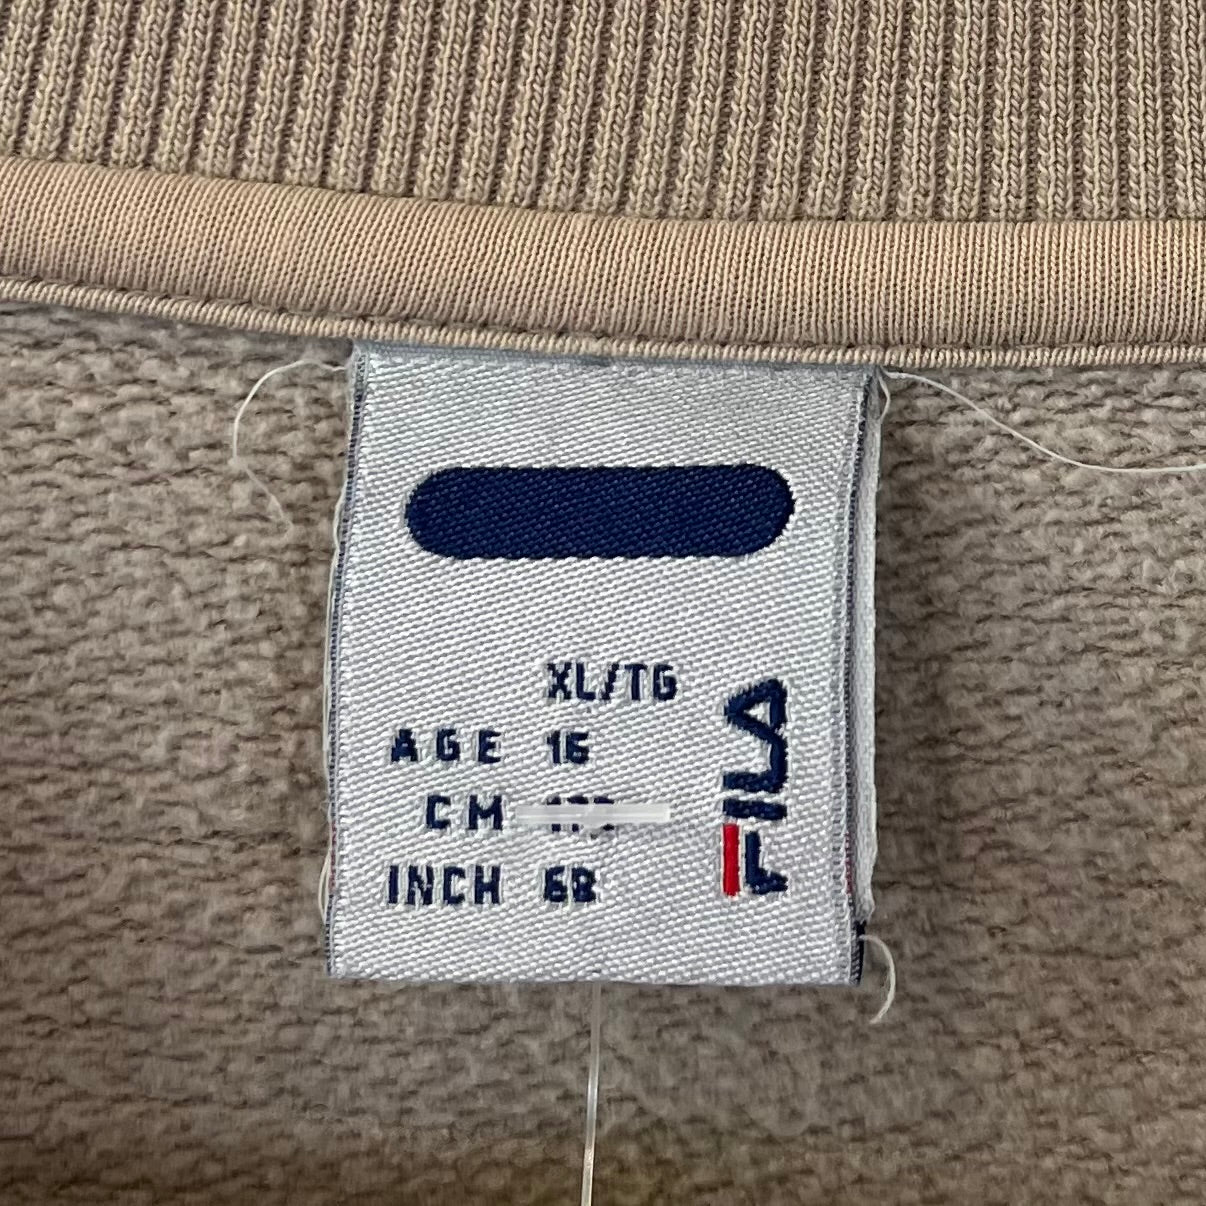 XL/TG
AGE 16
CM
INCH 68
FILA